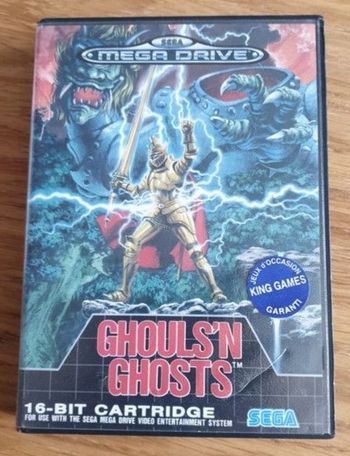 SEGA
MEGA DRIVE
JEUX D'OCCASION
KING GAMES
GARANTI
GHOULS'N
GHOSTS™
16-BIT CARTRIDGE
FOR USE WITH THE SEGA MEGA DRIVE VIDEO ENTERTAINMENT SYSTEM
SEGA